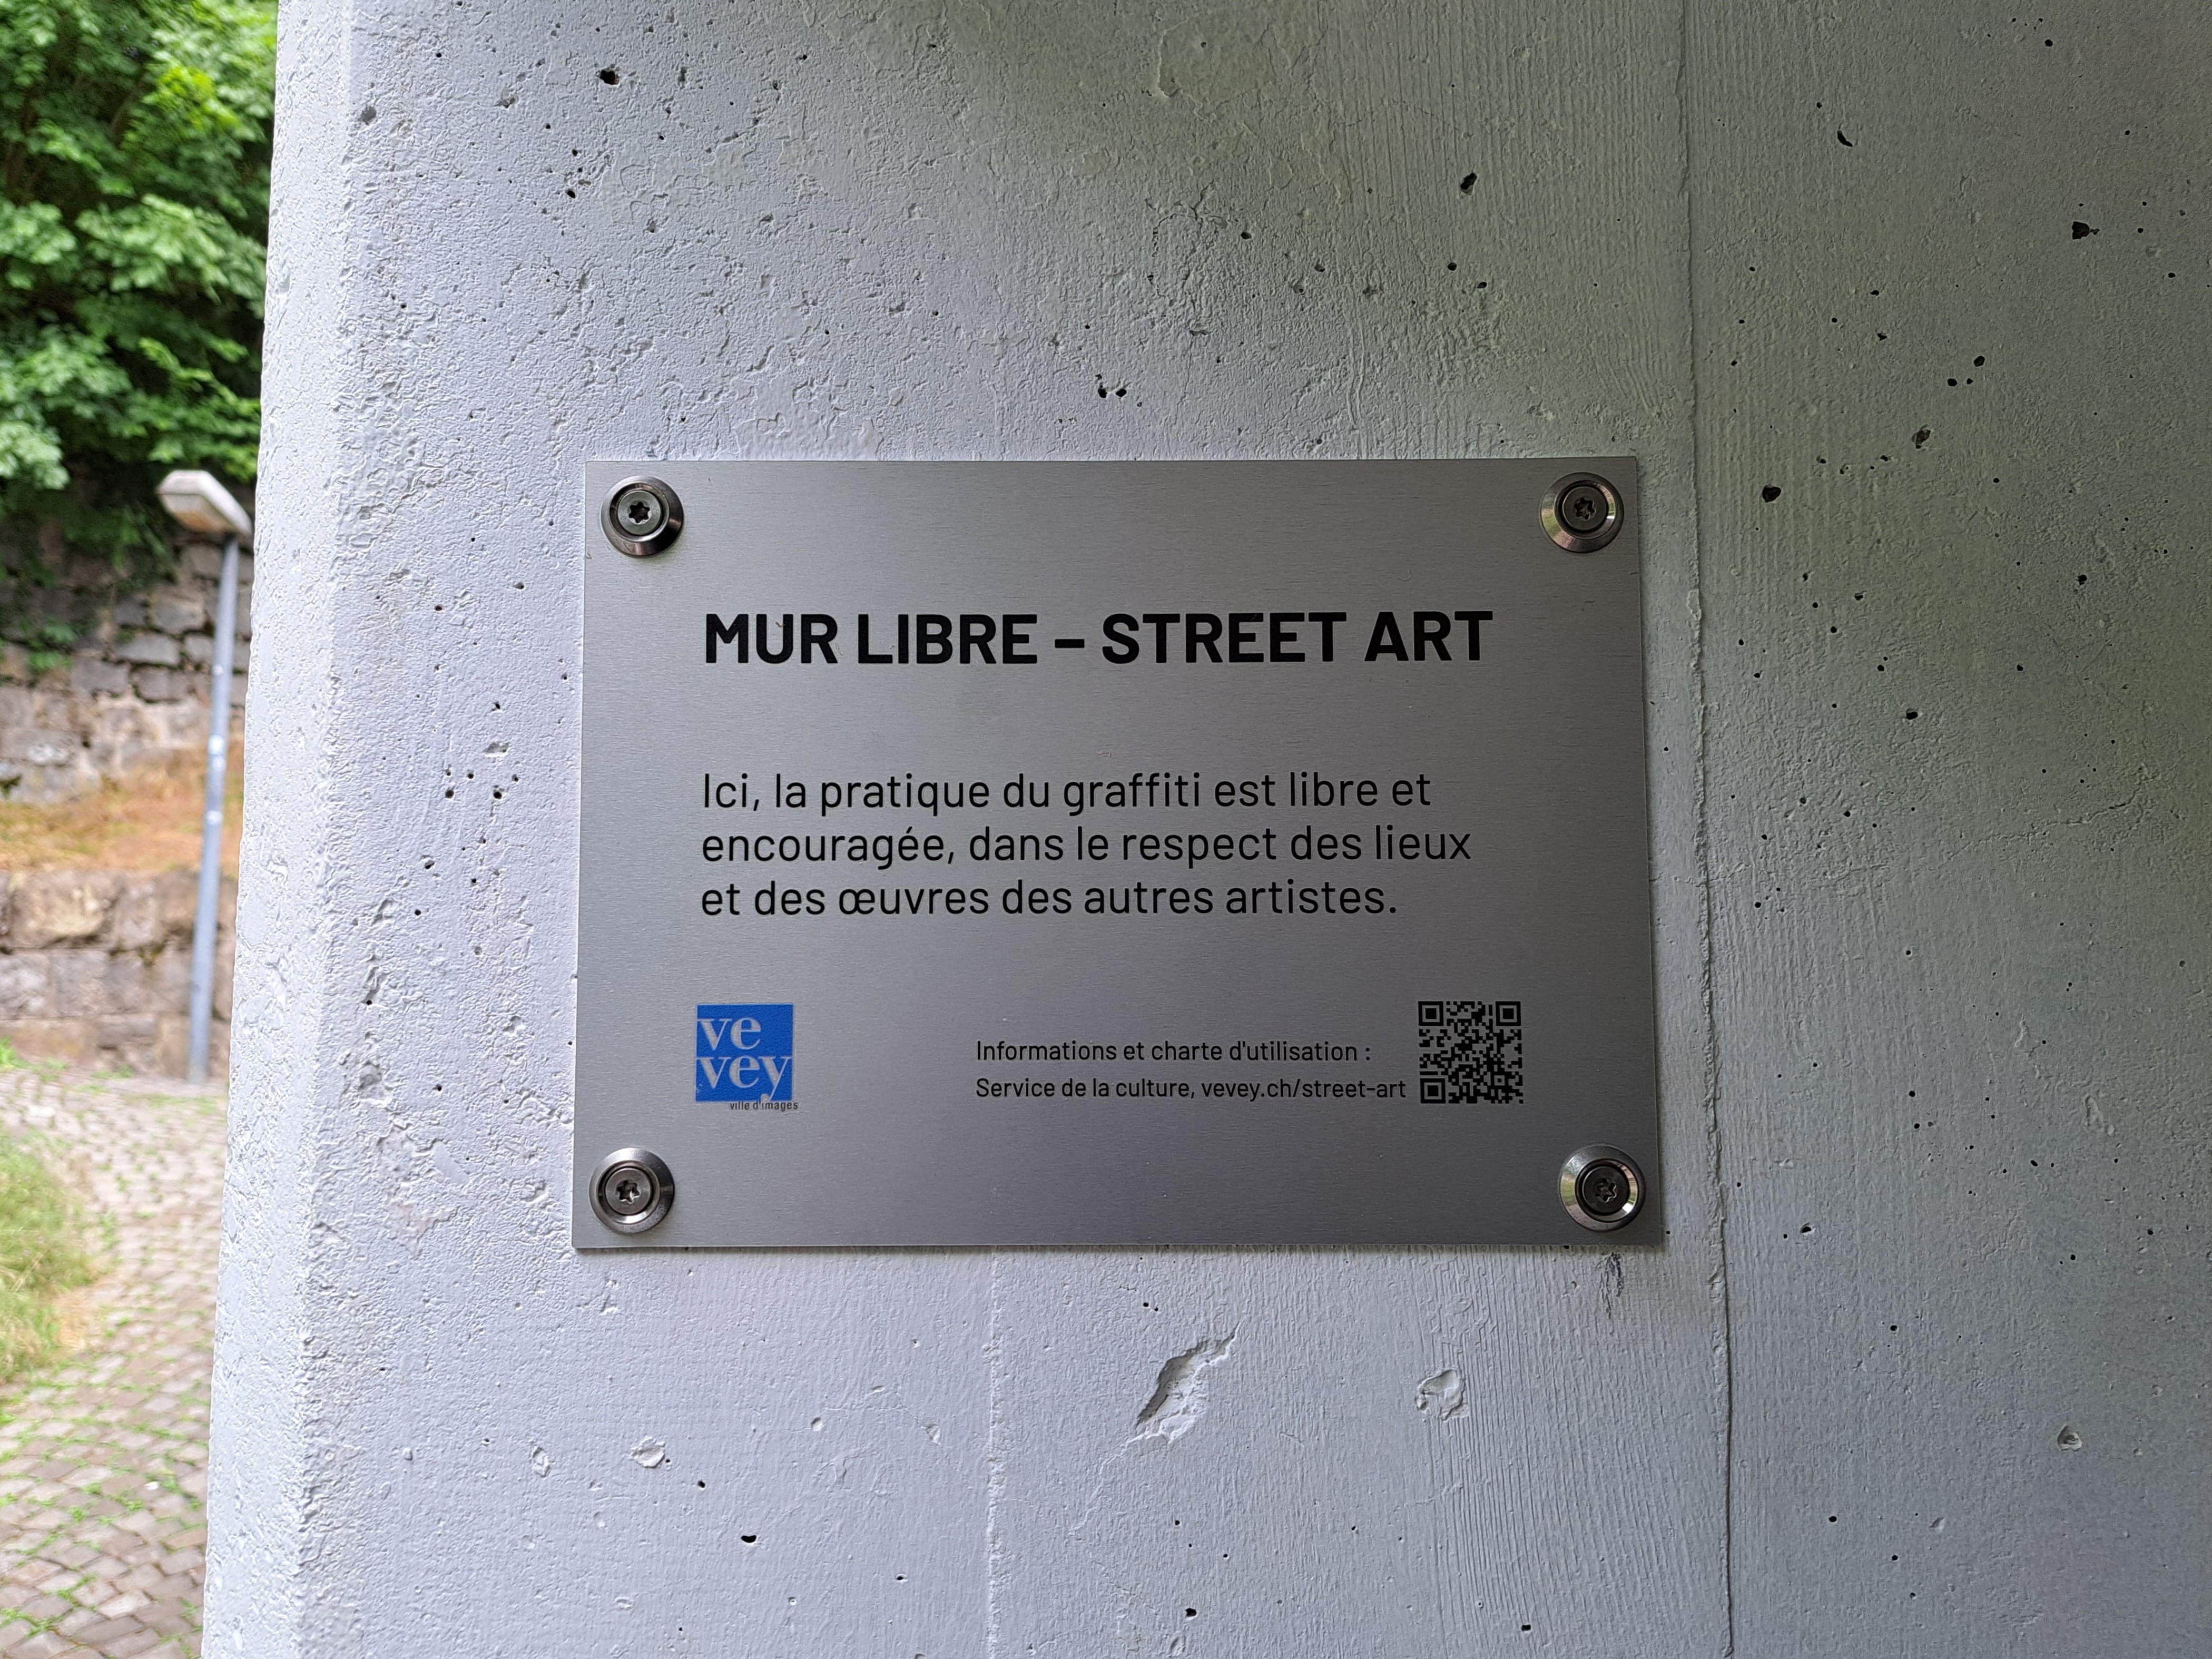 MUR LIBRE – STREET ART
Ici, la pratique du graffiti est libre et
encouragée, dans le respect des lieux
et des œuvres des autres artistes.
ve
vey
ville d'images
Informations et charte d'utilisation :
Service de la culture, vevey.ch/street-art